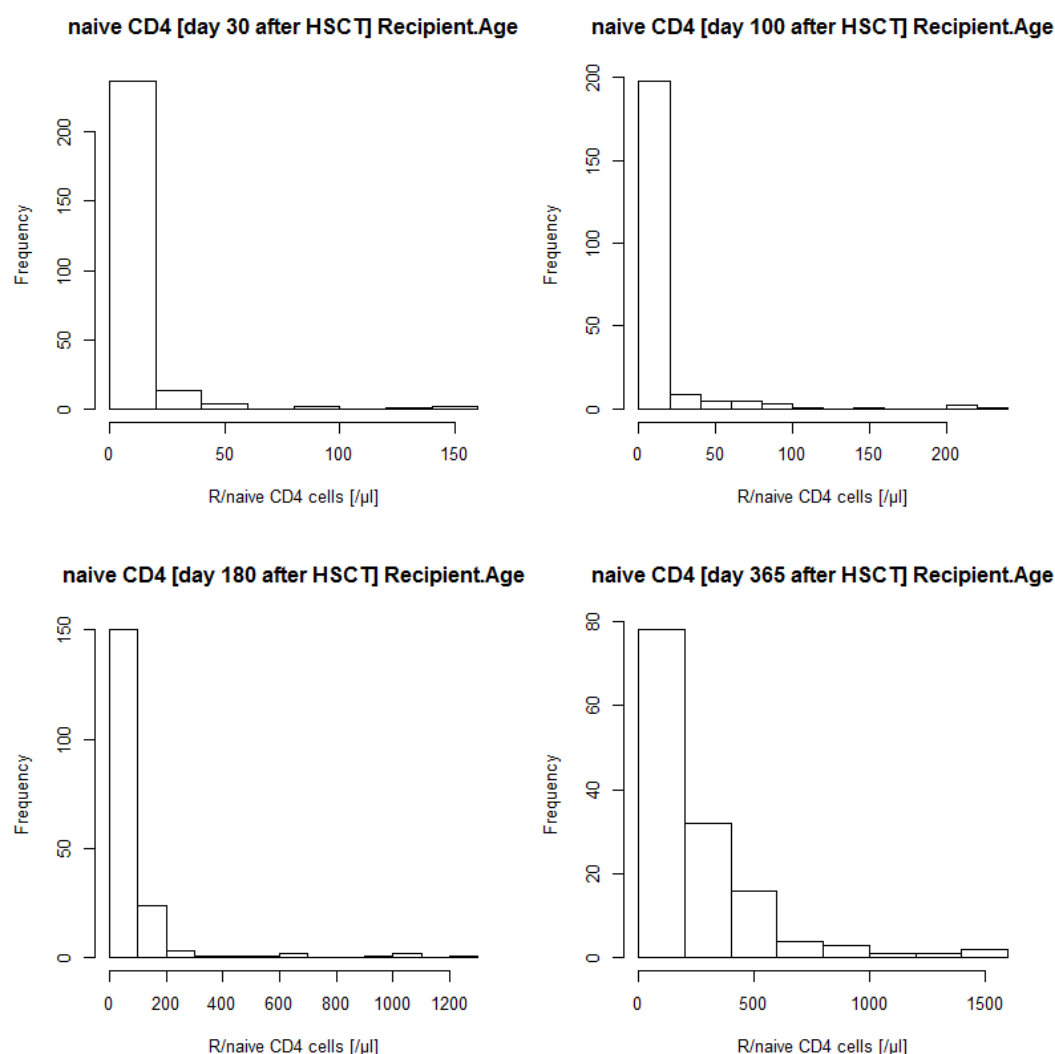 naive CD4 [day 30 after HSCT] Recipient.Age
200
150
100
50
0
Frequency
0 50 100 150
R/naive CD4 cells [/µl]
naive CD4 [day 100 after HSCT] Recipient.Age
200
150
100
50
0
Frequency
0 50 100 150 200
R/naive CD4 cells [/µl]
naive CD4 [day 180 after HSCT] Recipient.Age
150
100
50
0
Frequency
0 200 400 600 800 1000 1200
R/naive CD4 cells [/µl]
naive CD4 [day 365 after HSCT] Recipient.Age
80
60
40
20
0
Frequency
0 500 1000 1500
R/naive CD4 cells [/µl]